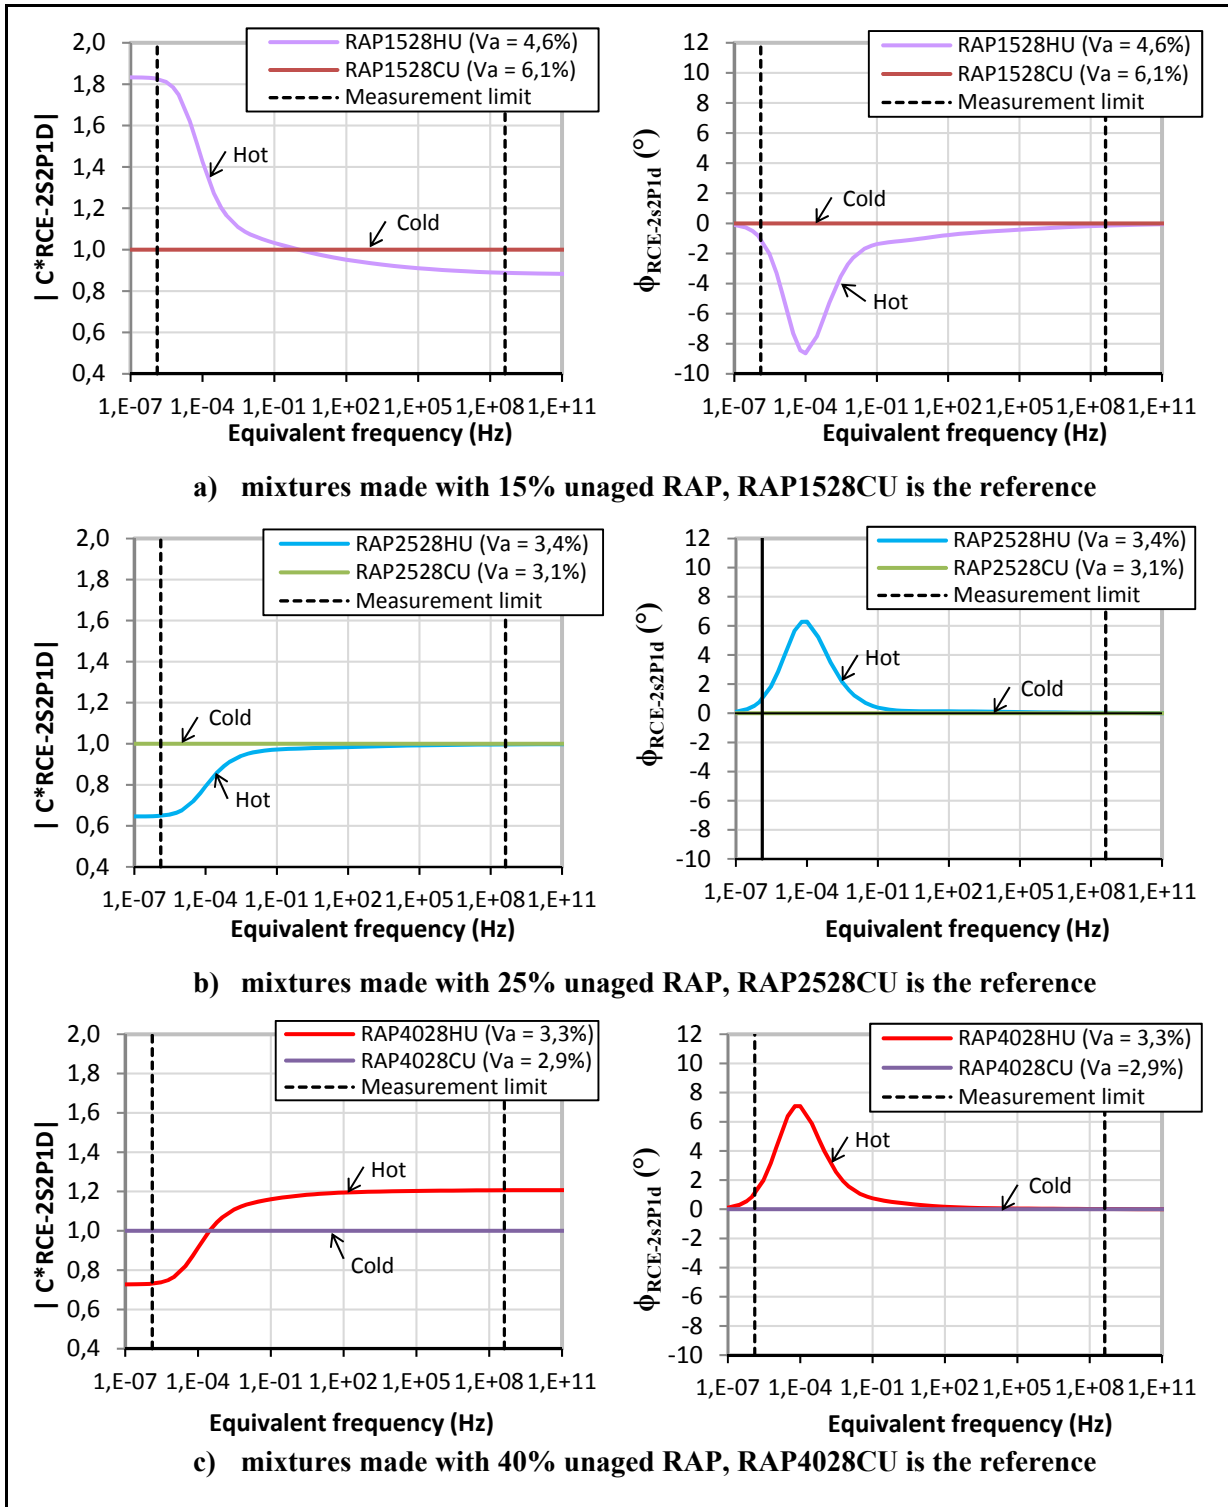 2,0
1,8
1,6
1,4
1,2
1,0
0,8
0,6
0,4
| C*RCE-2S2P1D |
RAP1528HU (Va = 4,6%)
RAP1528CU (Va = 6,1%)
Measurement limit
Hot
Cold
1,E-07 1,E-04 1,E-01 1,E+02 1,E+05 1,E+08 1,E+11
Equivalent frequency (Hz)
12
10
8
6
4
2
0
-2
-4
-6
-8
-10
ϕRCE-2s2P1d (°)
RAP1528HU (Va = 4,6%)
RAP1528CU (Va = 6,1%)
Measurement limit
Cold
Hot
1,E-07 1,E-04 1,E-01 1,E+02 1,E+05 1,E+08 1,E+11
Equivalent frequency (Hz)
a) mixtures made with 15% unaged RAP, RAP1528CU is the reference
2,0
1,8
1,6
1,4
1,2
1,0
0,8
0,6
0,4
| C*RCE-2S2P1D |
RAP2528HU (Va = 3,4%)
RAP2528CU (Va = 3,1%)
Measurement limit
Cold
Hot
1,E-07 1,E-04 1,E-01 1,E+02 1,E+05 1,E+08 1,E+11
Equivalent frequency (Hz)
12
10
8
6
4
2
0
-2
-4
-6
-8
-10
ϕRCE-2s2P1d (°)
RAP2528HU (Va = 3,4%)
RAP2528CU (Va = 3,1%)
Measurement limit
Hot
Cold
1,E-07 1,E-04 1,E-01 1,E+02 1,E+05 1,E+08 1,E+11
Equivalent frequency (Hz)
b) mixtures made with 25% unaged RAP, RAP2528CU is the reference
2,0
1,8
1,6
1,4
1,2
1,0
0,8
0,6
0,4
| C*RCE-2S2P1D |
RAP4028HU (Va = 3,3%)
RAP4028CU (Va = 2,9%)
Measurement limit
Hot
Cold
1,E-07 1,E-04 1,E-01 1,E+02 1,E+05 1,E+08 1,E+11
Equivalent frequency (Hz)
12
10
8
6
4
2
0
-2
-4
-6
-8
-10
ϕRCE-2s2P1d (°)
RAP4028HU (Va = 3,3%)
RAP4028CU (Va =2,9%)
Measurement limit
Hot
Cold
1,E-07 1,E-04 1,E-01 1,E+02 1,E+05 1,E+08 1,E+11
Equivalent frequency (Hz)
c) mixtures made with 40% unaged RAP, RAP4028CU is the reference